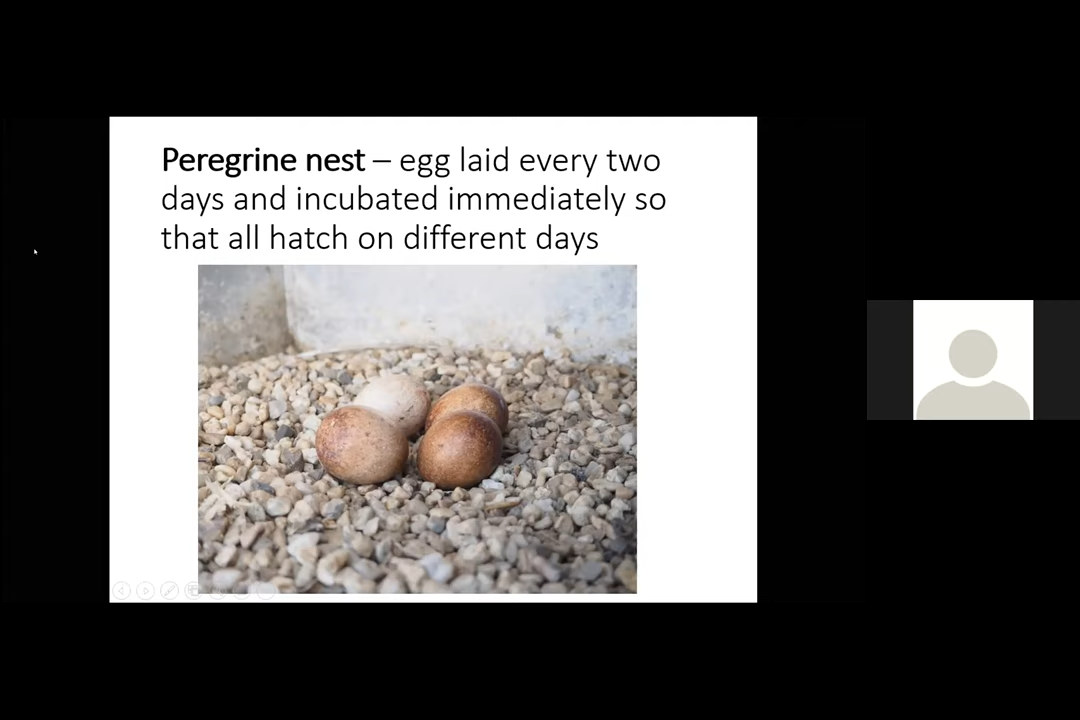 Peregrine nest – egg laid every two
days and incubated immediately so
that all hatch on different days